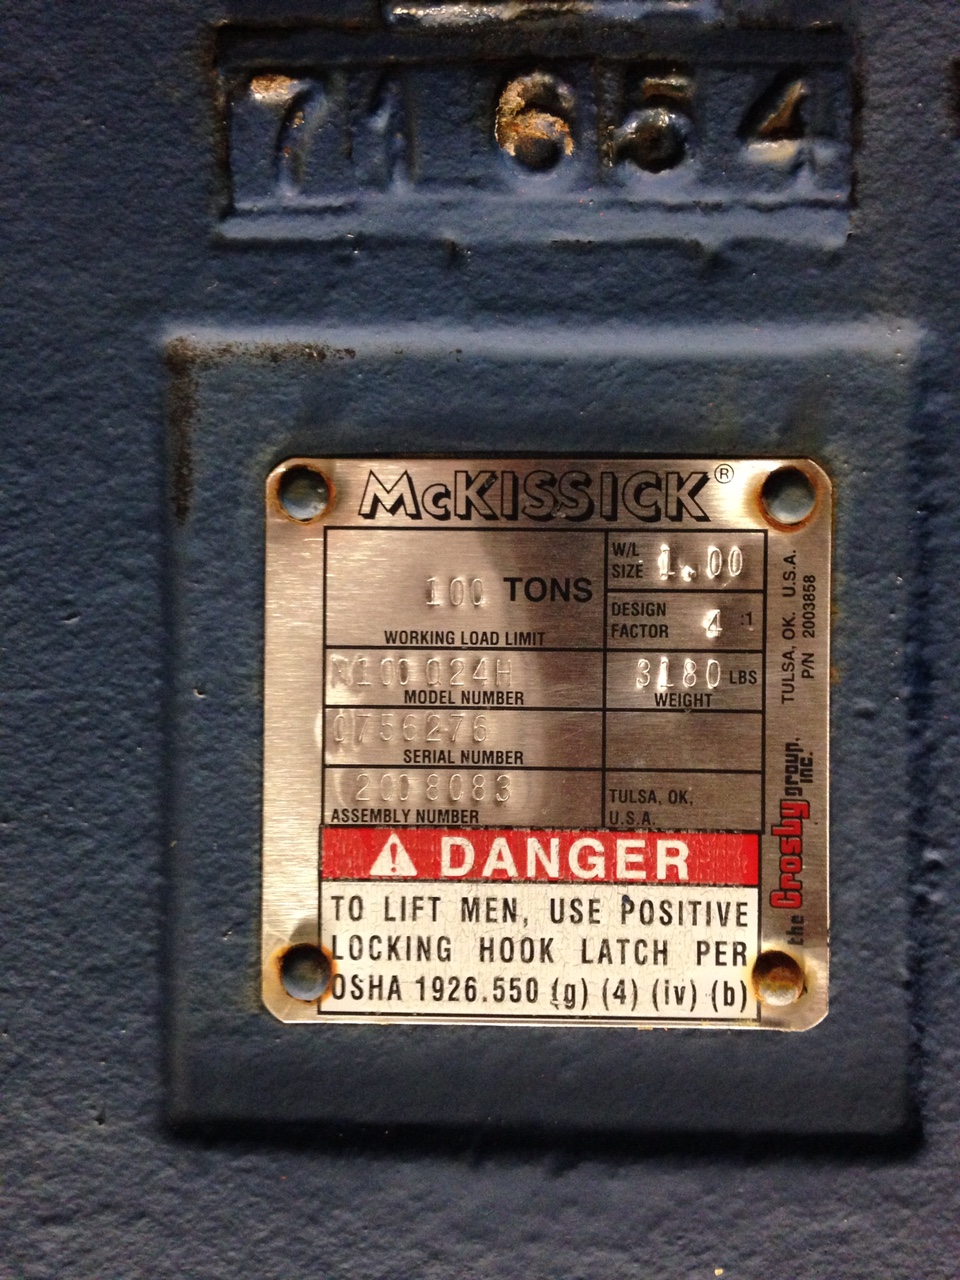 71 654
McKISSICK®
100 TONS
WORKING LOAD LIMIT
W/L SIZE 1.00
DESIGN FACTOR 4 :1
MODEL NUMBER
3180 LBS
WEIGHT
0756276
SERIAL NUMBER
2008083
ASSEMBLY NUMBER
TULSA, OK,
U.S.A.
⚠ DANGER
TO LIFT MEN, USE POSITIVE
LOCKING HOOK LATCH PER
OSHA 1926.550 (g) (4) (iv) (b)
the Crosby group, inc.
TULSA, OK. U.S.A.
P/N 2003858